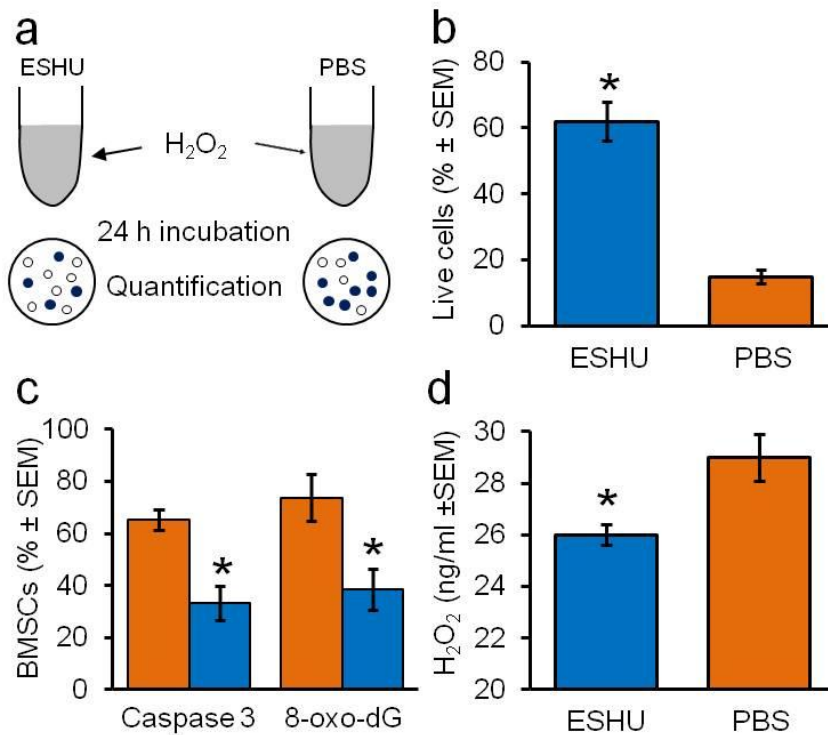 a
ESHU PBS
H₂O₂
24 h incubation
Quantification
b
Live cells (% ± SEM)
80
60
40
20
0
*
ESHU PBS
c
BMSCs (% ± SEM)
100
80
60
40
20
0
* *
Caspase 3 8-oxo-dG
d
H₂O₂ (ng/ml ±SEM)
30
28
26
24
22
20
*
ESHU PBS